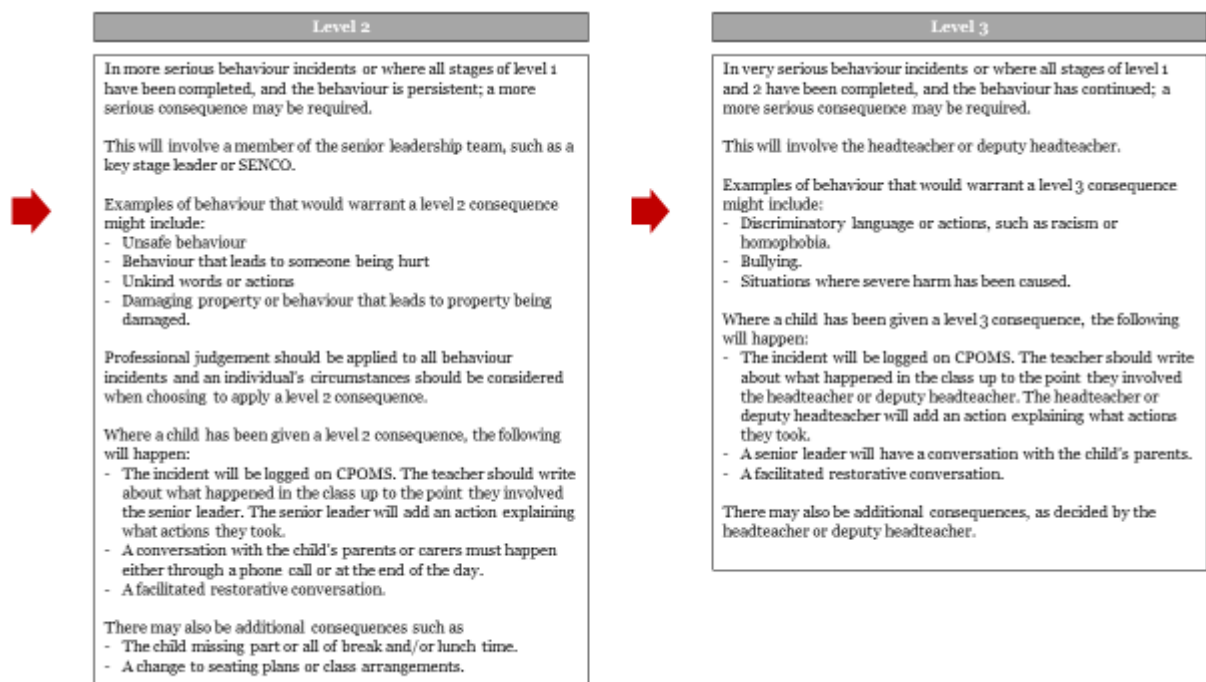 Level 2
In more serious behaviour incidents or where all stages of level 1
have been completed, and the behaviour is persistent; a more
serious consequence may be required.
This will involve a member of the senior leadership team, such as a
key stage leader or SENCO.
Examples of behaviour that would warrant a level 2 consequence
might include:
- Unsafe behaviour
- Behaviour that leads to someone being hurt
- Unkind words or actions
- Damaging property or behaviour that leads to property being
damaged.
Professional judgement should be applied to all behaviour
incidents and an individual's circumstances should be considered
when choosing to apply a level 2 consequence.
Where a child has been given a level 2 consequence, the following
will happen:
- The incident will be logged on CPOMS. The teacher should write
about what happened in the class up to the point they involved
the senior leader. The senior leader will add an action explaining
what actions they took.
- A conversation with the child's parents or carers must happen
either through a phone call or at the end of the day.
- A facilitated restorative conversation.
There may also be additional consequences such as
- The child missing part or all of break and/or lunch time.
- A change to seating plans or class arrangements.
Level 3
In very serious behaviour incidents or where all stages of level 1
and 2 have been completed, and the behaviour has continued; a
more serious consequence may be required.
This will involve the headteacher or deputy headteacher.
Examples of behaviour that would warrant a level 3 consequence
might include:
- Discriminatory language or actions, such as racism or
homophobia.
- Bullying.
- Situations where severe harm has been caused.
Where a child has been given a level 3 consequence, the following
will happen:
- The incident will be logged on CPOMS. The teacher should write
about what happened in the class up to the point they involved
the headteacher or deputy headteacher. The headteacher or
deputy headteacher will add an action explaining what actions
they took.
- A senior leader will have a conversation with the child's parents.
- A facilitated restorative conversation.
There may also be additional consequences, as decided by the
headteacher or deputy headteacher.